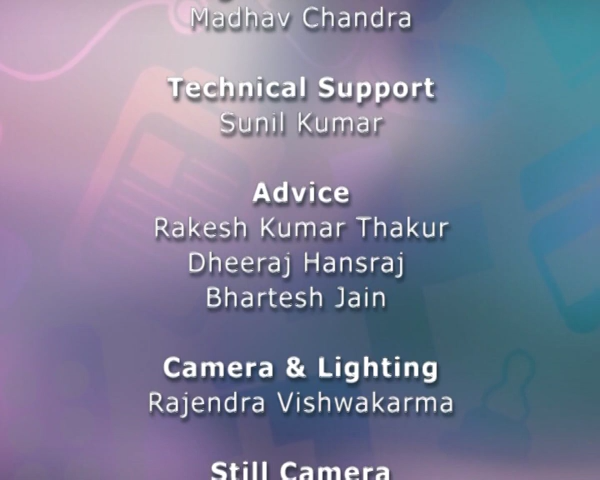 Madhav Chandra
Technical Support
Sunil Kumar
Advice
Rakesh Kumar Thakur
Dheeraj Hansraj
Bhartesh Jain
Camera & Lighting
Rajendra Vishwakarma
Still Camera